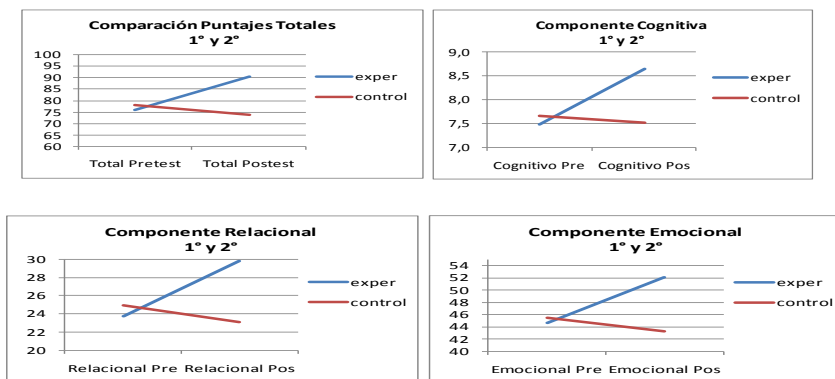 Comparación Puntajes Totales
1° y 2°
100
95
90
85
80
75
70
65
60
Total Pretest Total Postest
exper
control
Componente Cognitiva
1° y 2°
9,0
8,5
8,0
7,5
7,0
Cognitivo Pre Cognitivo Pos
exper
control
Componente Relacional
1° y 2°
30
28
26
24
22
20
Relacional Pre Relacional Pos
exper
control
Componente Emocional
1° y 2°
54
52
50
48
46
44
42
40
Emocional Pre Emocional Pos
exper
control